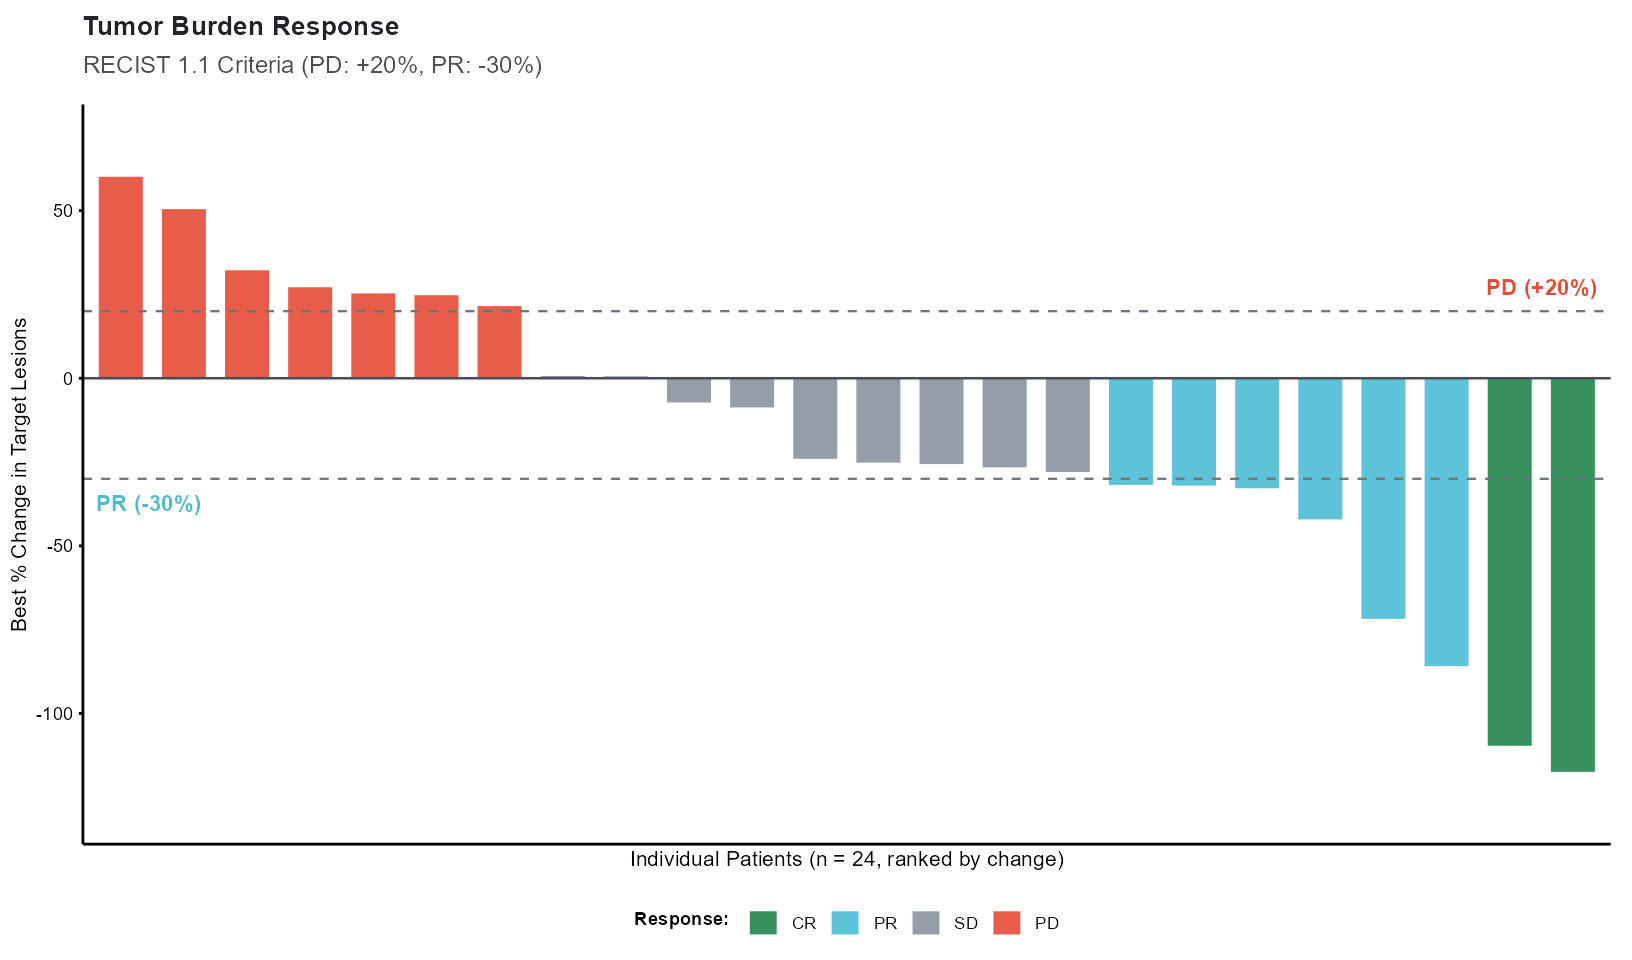 Tumor Burden Response
RECIST 1.1 Criteria (PD: +20%, PR: -30%)
Best % Change in Target Lesions
50
0
-50
-100
PD (+20%)
PR (-30%)
Individual Patients (n = 24, ranked by change)
Response: CR PR SD PD